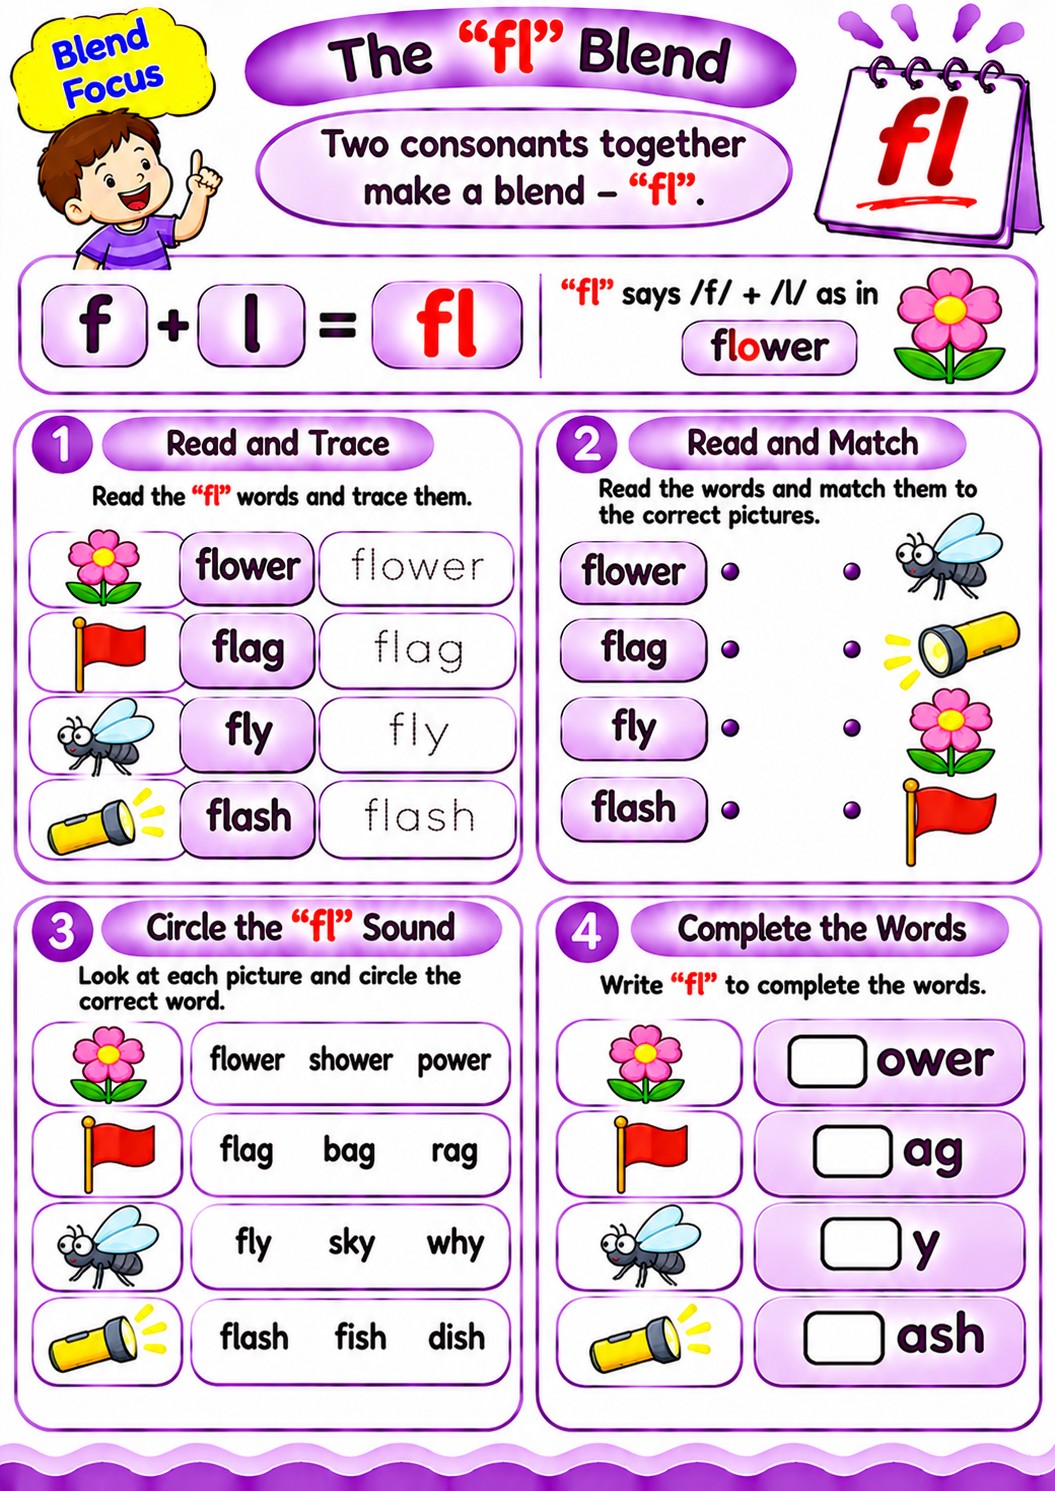 Blend
Focus
The “fl” Blend
Two consonants together
make a blend – “fl”.
fl
f + l = fl
“fl” says /f/ + /l/ as in
flower
1 Read and Trace
Read the “fl” words and trace them.
flower flower
flag flag
fly fly
flash flash
2 Read and Match
Read the words and match them to
the correct pictures.
flower
flag
fly
flash
3 Circle the “fl” Sound
Look at each picture and circle the
correct word.
flower shower power
flag bag rag
fly sky why
flash fish dish
4 Complete the Words
Write “fl” to complete the words.
ower
ag
y
ash